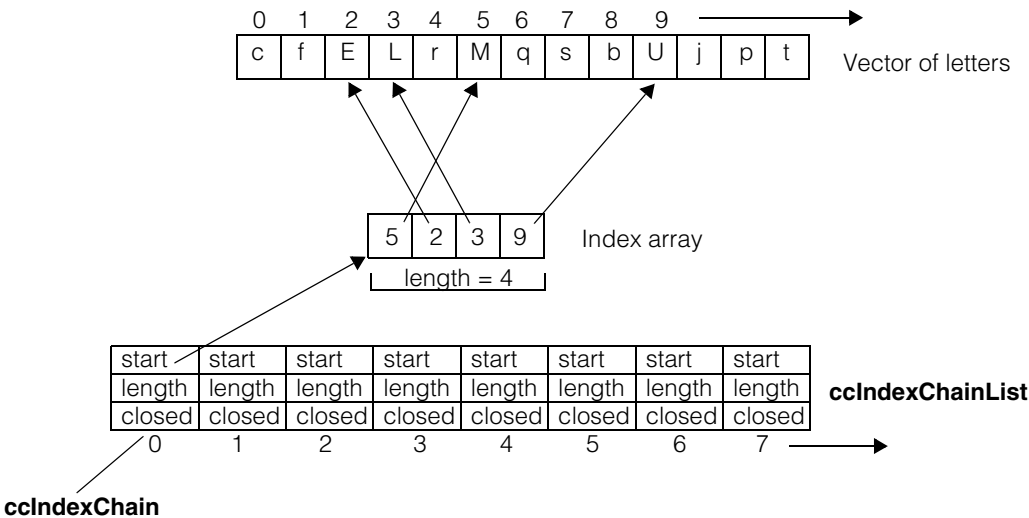 0 1 2 3 4 5 6 7 8 9
c f E L r M q s b U j p t
Vector of letters
5 2 3 9
Index array
length = 4
start start start start start start start start
length length length length length length length length
ccIndexChainList
closed closed closed closed closed closed closed closed
0 1 2 3 4 5 6 7
ccIndexChain